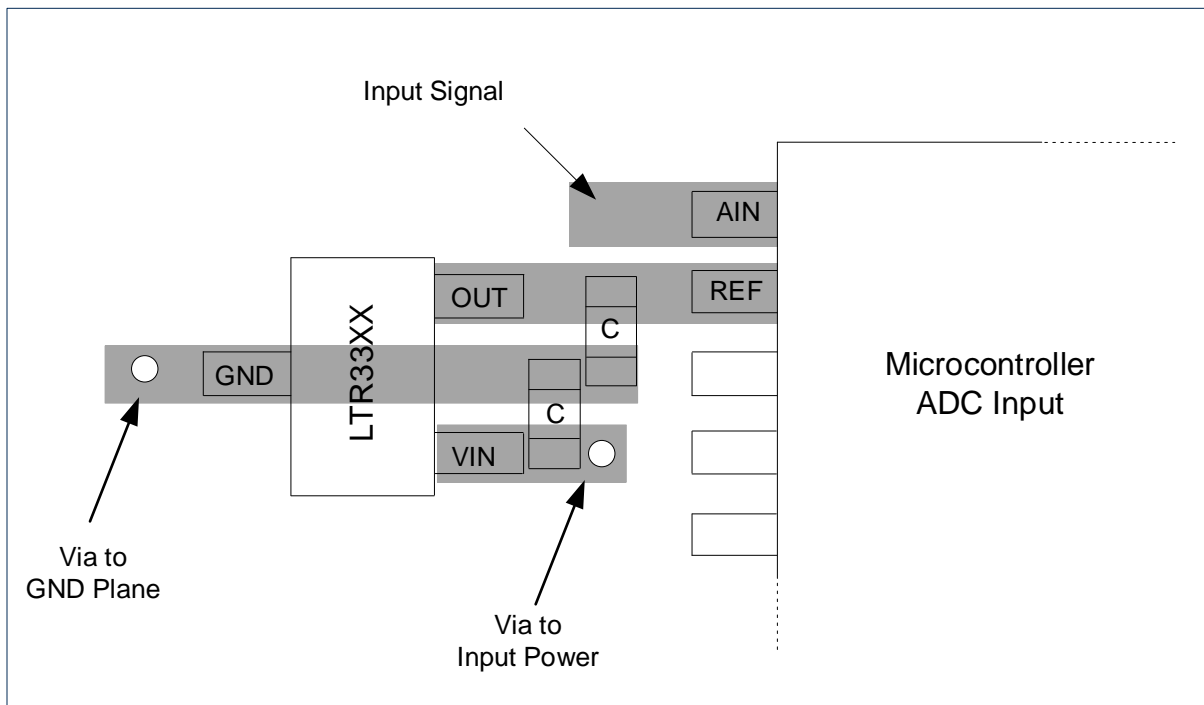 Input Signal
AIN
OUT
REF
LTR33XX
C
Microcontroller
ADC Input
GND
C
VIN
Via to
GND Plane
Via to
Input Power